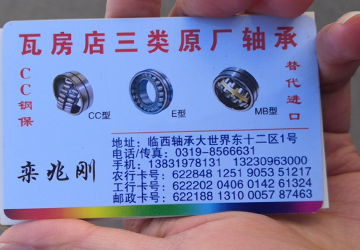 瓦房店三类原厂轴承
CC钢保
替代进口
CC型
E型
MB型
栾兆刚
地址：临西轴承大世界东十二区1号
电话/传真：0319-8566631
手机：13831978131 13230963000
农行卡号：622848 1251 9053 51217
工行卡号：622202 0406 0142 61324
邮政卡号：622188 1310 0057 87463